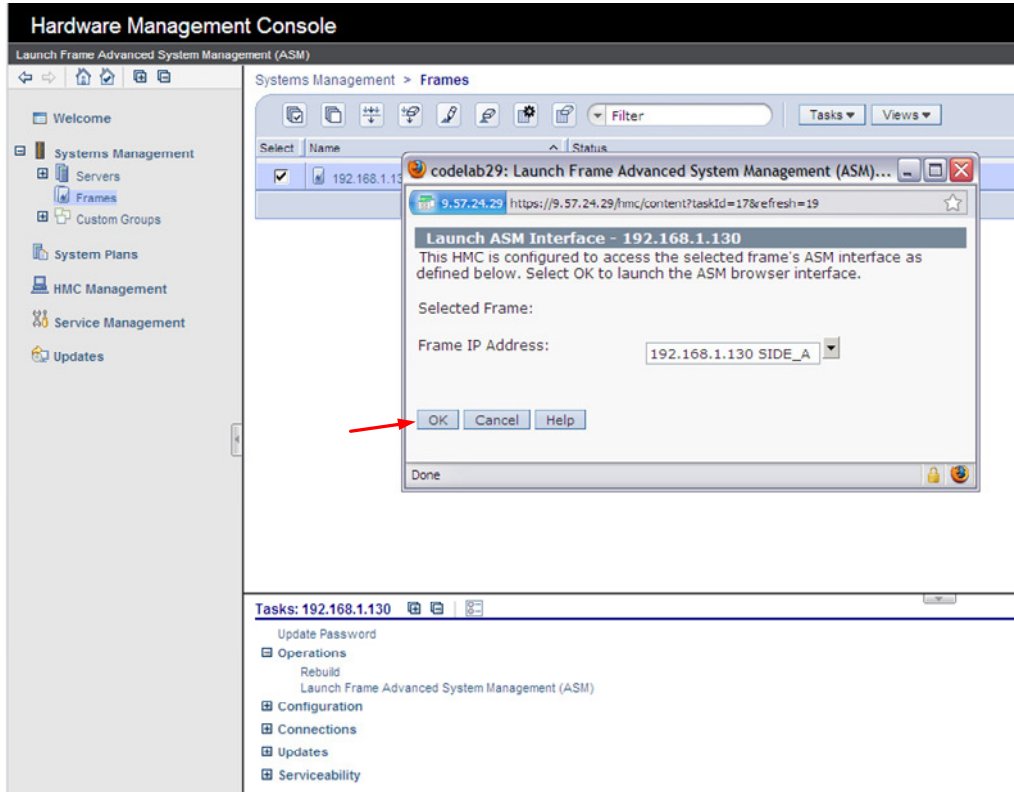 Hardware Management Console
Launch Frame Advanced System Management (ASM)
Systems Management > Frames
Welcome
Systems Management
Servers
Frames
Custom Groups
System Plans
HMC Management
Service Management
Updates
Filter
Tasks
Views
Select Name Status
192.168.1.13
codelab29: Launch Frame Advanced System Management (ASM)...
9.57.24.29 https://9.57.24.29/hmc/content?taskId=17&refresh=19
Launch ASM Interface - 192.168.1.130
This HMC is configured to access the selected frame's ASM interface as
defined below. Select OK to launch the ASM browser interface.
Selected Frame:
Frame IP Address:
192.168.1.130 SIDE_A
OK Cancel Help
Done
Tasks: 192.168.1.130
Update Password
Operations
Rebuild
Launch Frame Advanced System Management (ASM)
Configuration
Connections
Updates
Serviceability